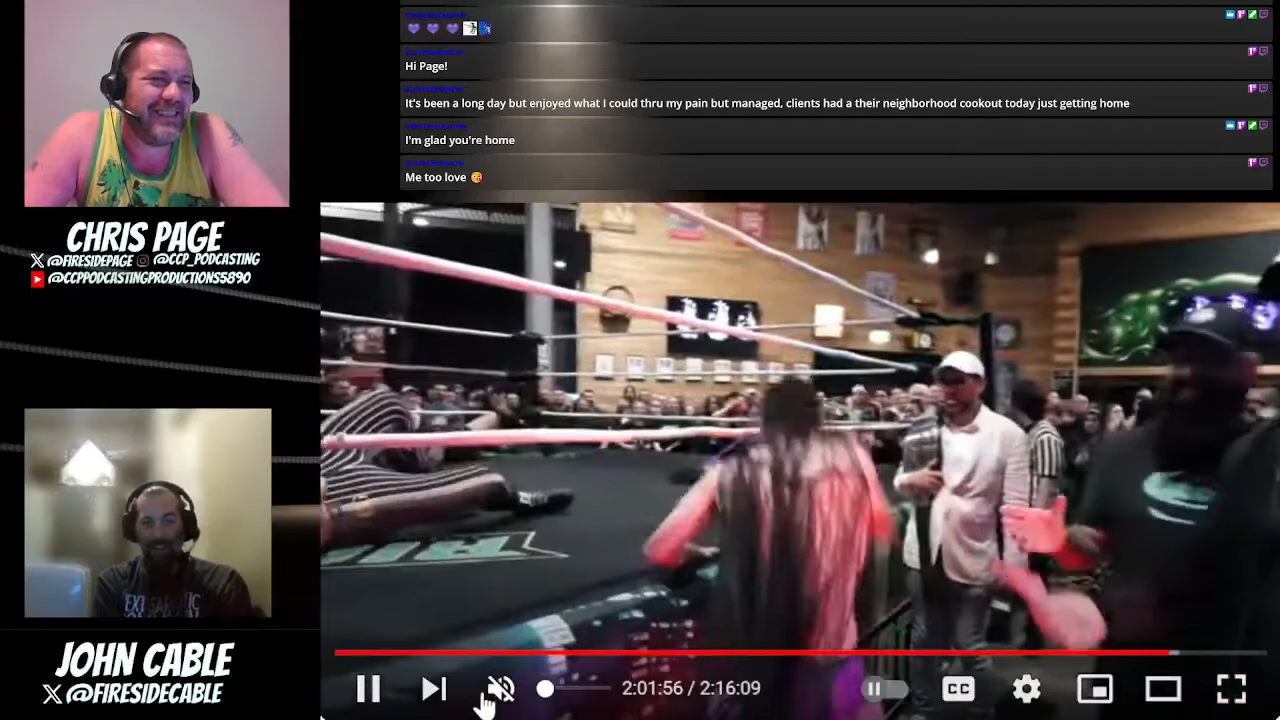 Hi Page!
It's been a long day but enjoyed what I could thru my pain but managed, clients had a their neighborhood cookout today just getting home
I'm glad you're home
Me too love
CHRIS PAGE
@FIRESIDEPAGE @CCP_PODCASTING
@CCPPODCASTINGPRODUCTIONS5890
JOHN CABLE
@FIRESIDECABLE
2:01:56 / 2:16:09
CC